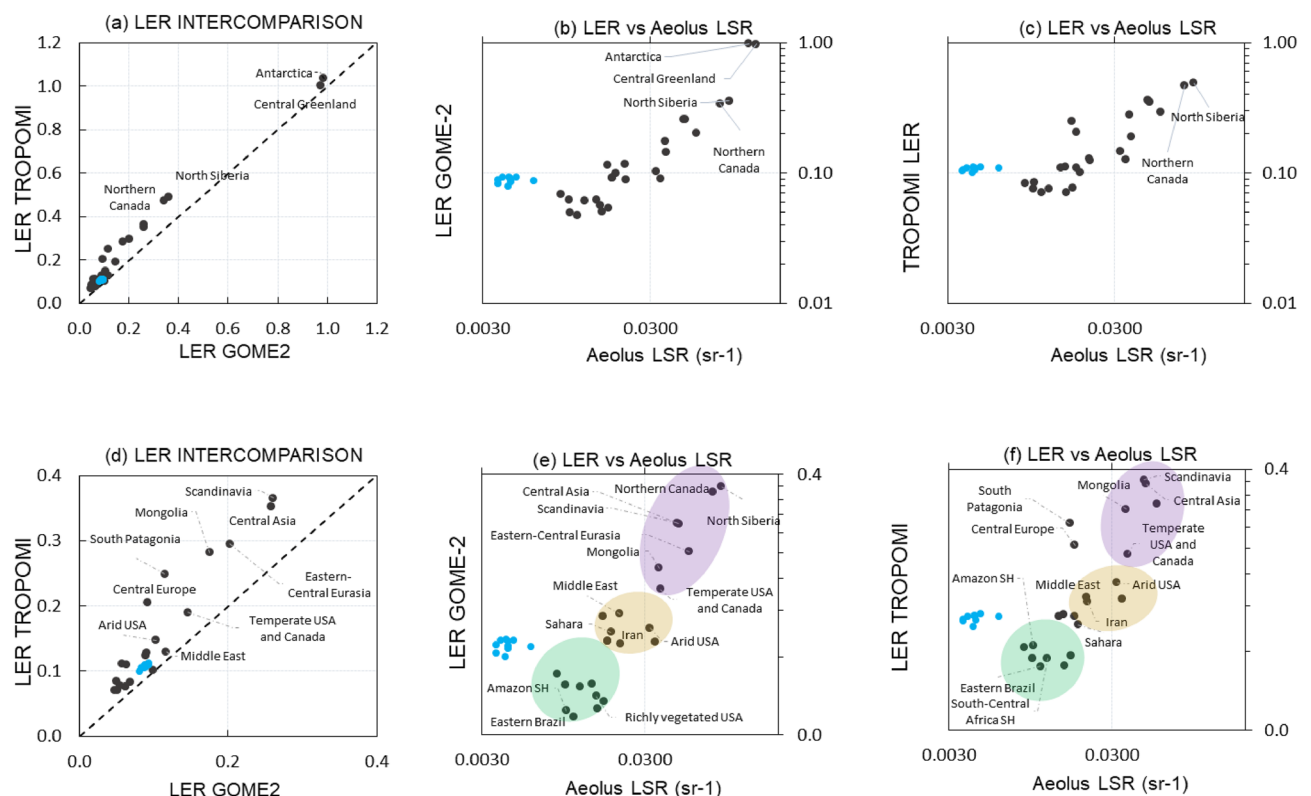 (a) LER INTERCOMPARISON
1.2
1.0
0.8
0.6
0.4
0.2
0.0
LER TROPOMI
Antarctica
Central Greenland
North Siberia
Northern
Canada
0.0
0.2
0.4
0.6
0.8
1.0
1.2
LER GOME2
(b) LER vs Aeolus LSR
LER GOME-2
Antarctica
Central Greenland
North Siberia
Northern
Canada
1.00
0.10
0.01
0.0030
0.0300
Aeolus LSR (sr-1)
(c) LER vs Aeolus LSR
TROPOMI LER
North Siberia
Northern
Canada
1.00
0.10
0.01
0.0030
0.0300
Aeolus LSR (sr-1)
(d) LER INTERCOMPARISON
0.4
0.3
0.2
0.1
0.0
LER TROPOMI
Scandinavia
Mongolia
Central Asia
South Patagonia
Central Europe
Eastern-
Central Eurasia
Arid USA
Temperate USA
and Canada
Middle East
0.0
0.2
0.4
LER GOME2
(e) LER vs Aeolus LSR
LER GOME-2
Central Asia
Northern Canada
Scandinavia
North Siberia
Eastern-Central Eurasia
Mongolia
Middle East
Temperate USA
and Canada
Sahara
Iran
Arid USA
Amazon SH
Eastern Brazil
Richly vegetated USA
0.4
0.0
0.0030
0.0300
Aeolus LSR (sr-1)
(f) LER vs Aeolus LSR
LER TROPOMI
South
Patagonia
Mongolia
Scandinavia
Central Asia
Central Europe
Temperate
USA and
Canada
Amazon SH
Middle East
Arid USA
Iran
Sahara
Eastern Brazil
South-Central
Africa SH
0.4
0.0
0.0030
0.0300
Aeolus LSR (sr-1)